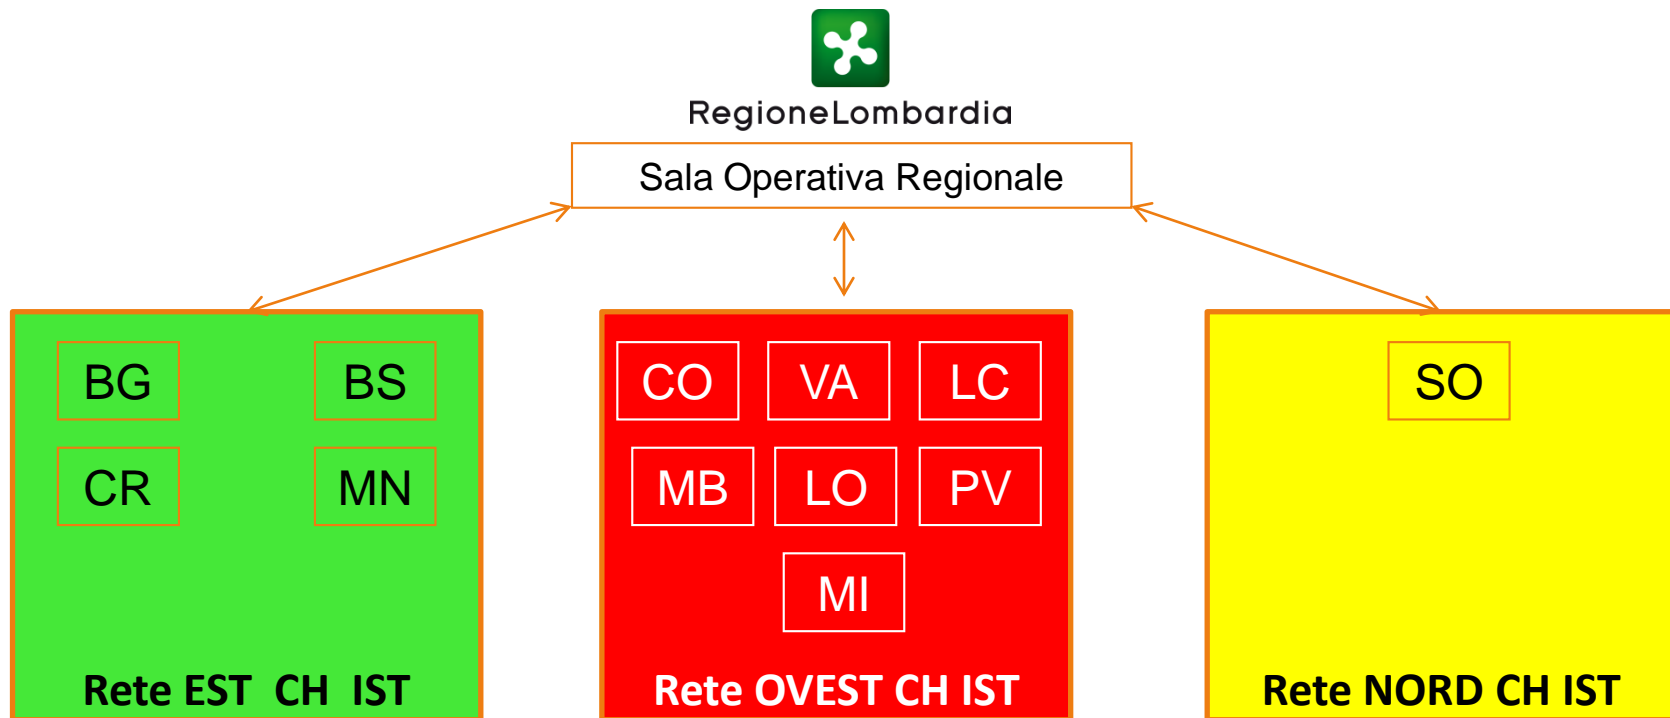 RegioneLombardia
Sala Operativa Regionale
BG BS
CR MN
Rete EST CH IST
CO VA LC
MB LO PV
MI
Rete OVEST CH IST
SO
Rete NORD CH IST